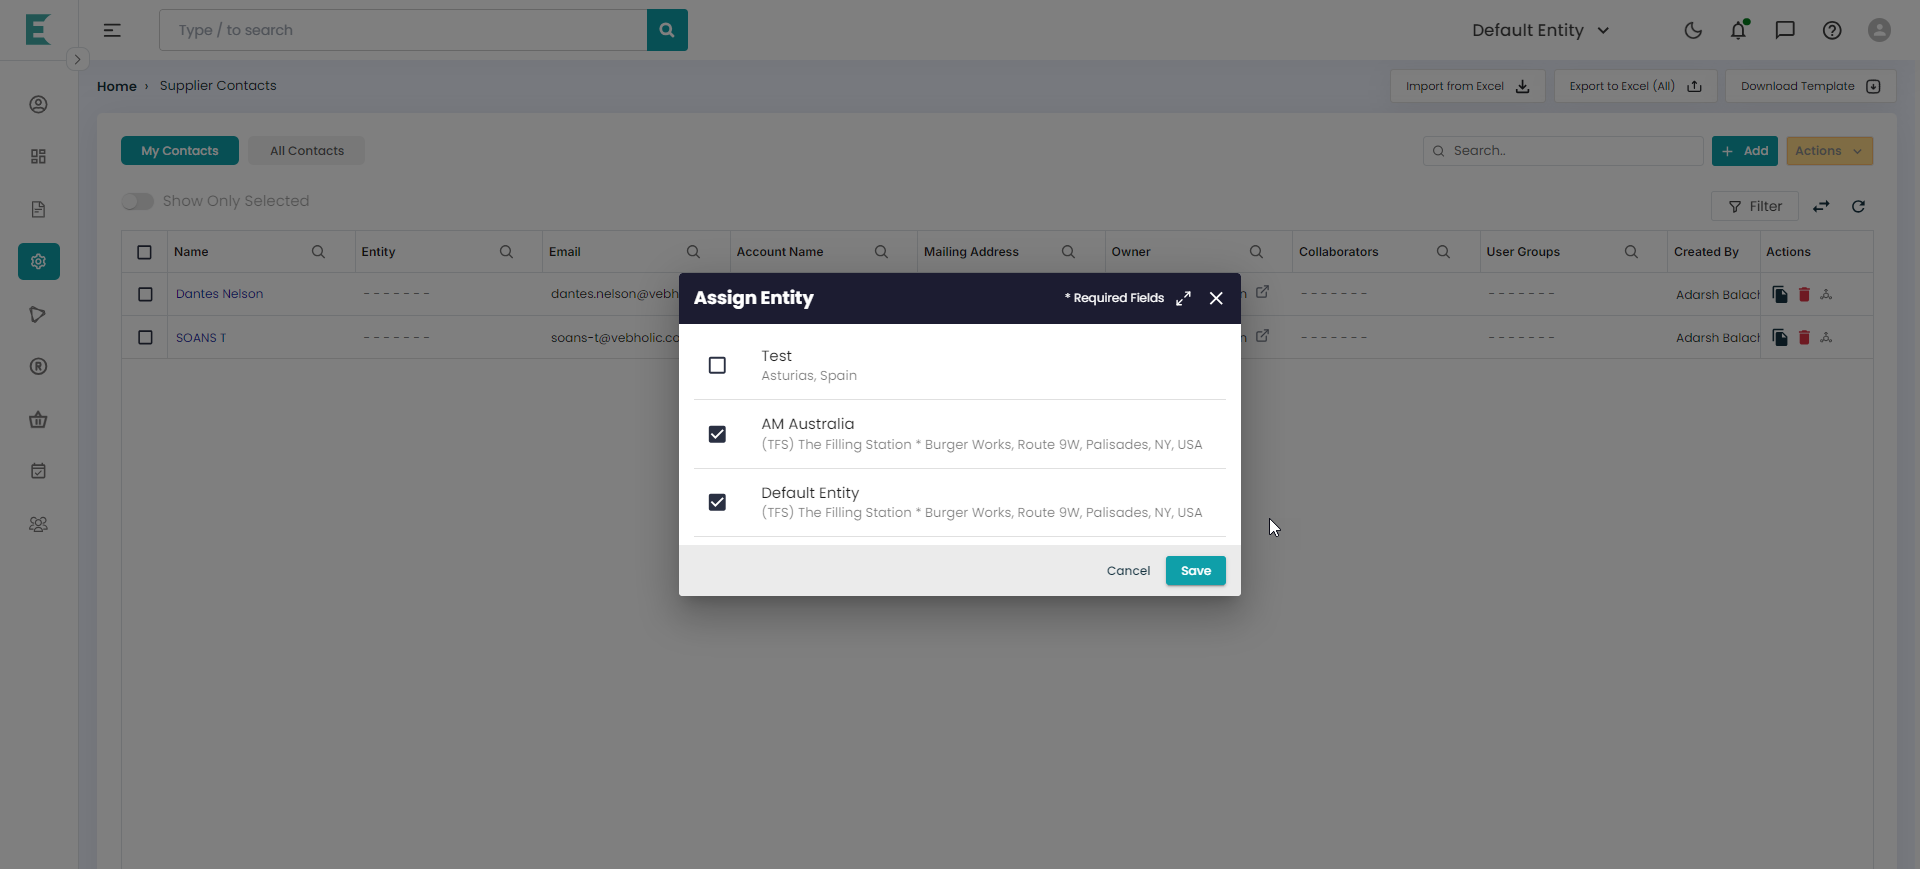 Type / to search
Default Entity
Home › Supplier Contacts
Import from Excel
Export to Excel (All)
Download Template
My Contacts
All Contacts
Search..
+ Add
Actions
Show Only Selected
Filter
Name Entity Email Account Name Mailing Address Owner Collaborators User Groups Created By Actions
Dantes Nelson - - - - - - - dantes.nelson@vebh - - - - - - - - - - - - - - Adarsh Balach
SOANS T - - - - - - - soans-t@vebholic.co - - - - - - - - - - - - - - Adarsh Balach
Assign Entity
* Required Fields
Test
Asturias, Spain
AM Australia
(TFS) The Filling Station * Burger Works, Route 9W, Palisades, NY, USA
Default Entity
(TFS) The Filling Station * Burger Works, Route 9W, Palisades, NY, USA
Cancel
Save